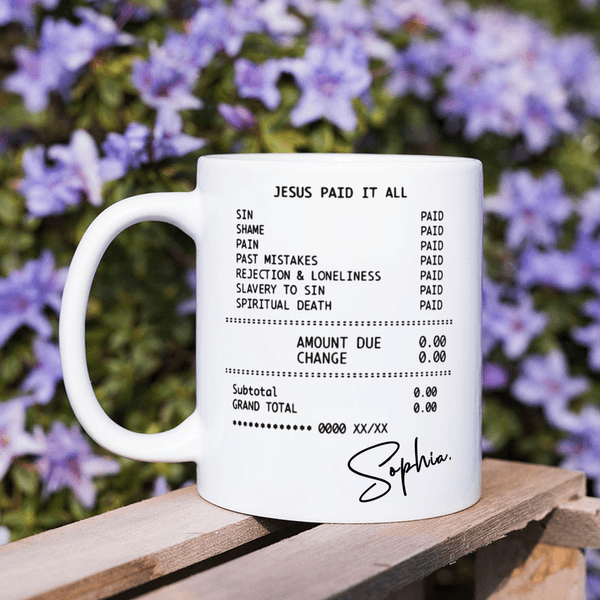 JESUS PAID IT ALL
SIN PAID
SHAME PAID
PAIN PAID
PAST MISTAKES PAID
REJECTION & LONELINESS PAID
SLAVERY TO SIN PAID
SPIRITUAL DEATH PAID
AMOUNT DUE 0.00
CHANGE 0.00
Subtotal 0.00
GRAND TOTAL 0.00
•••••••••••• 0000 XX/XX
Sophia.